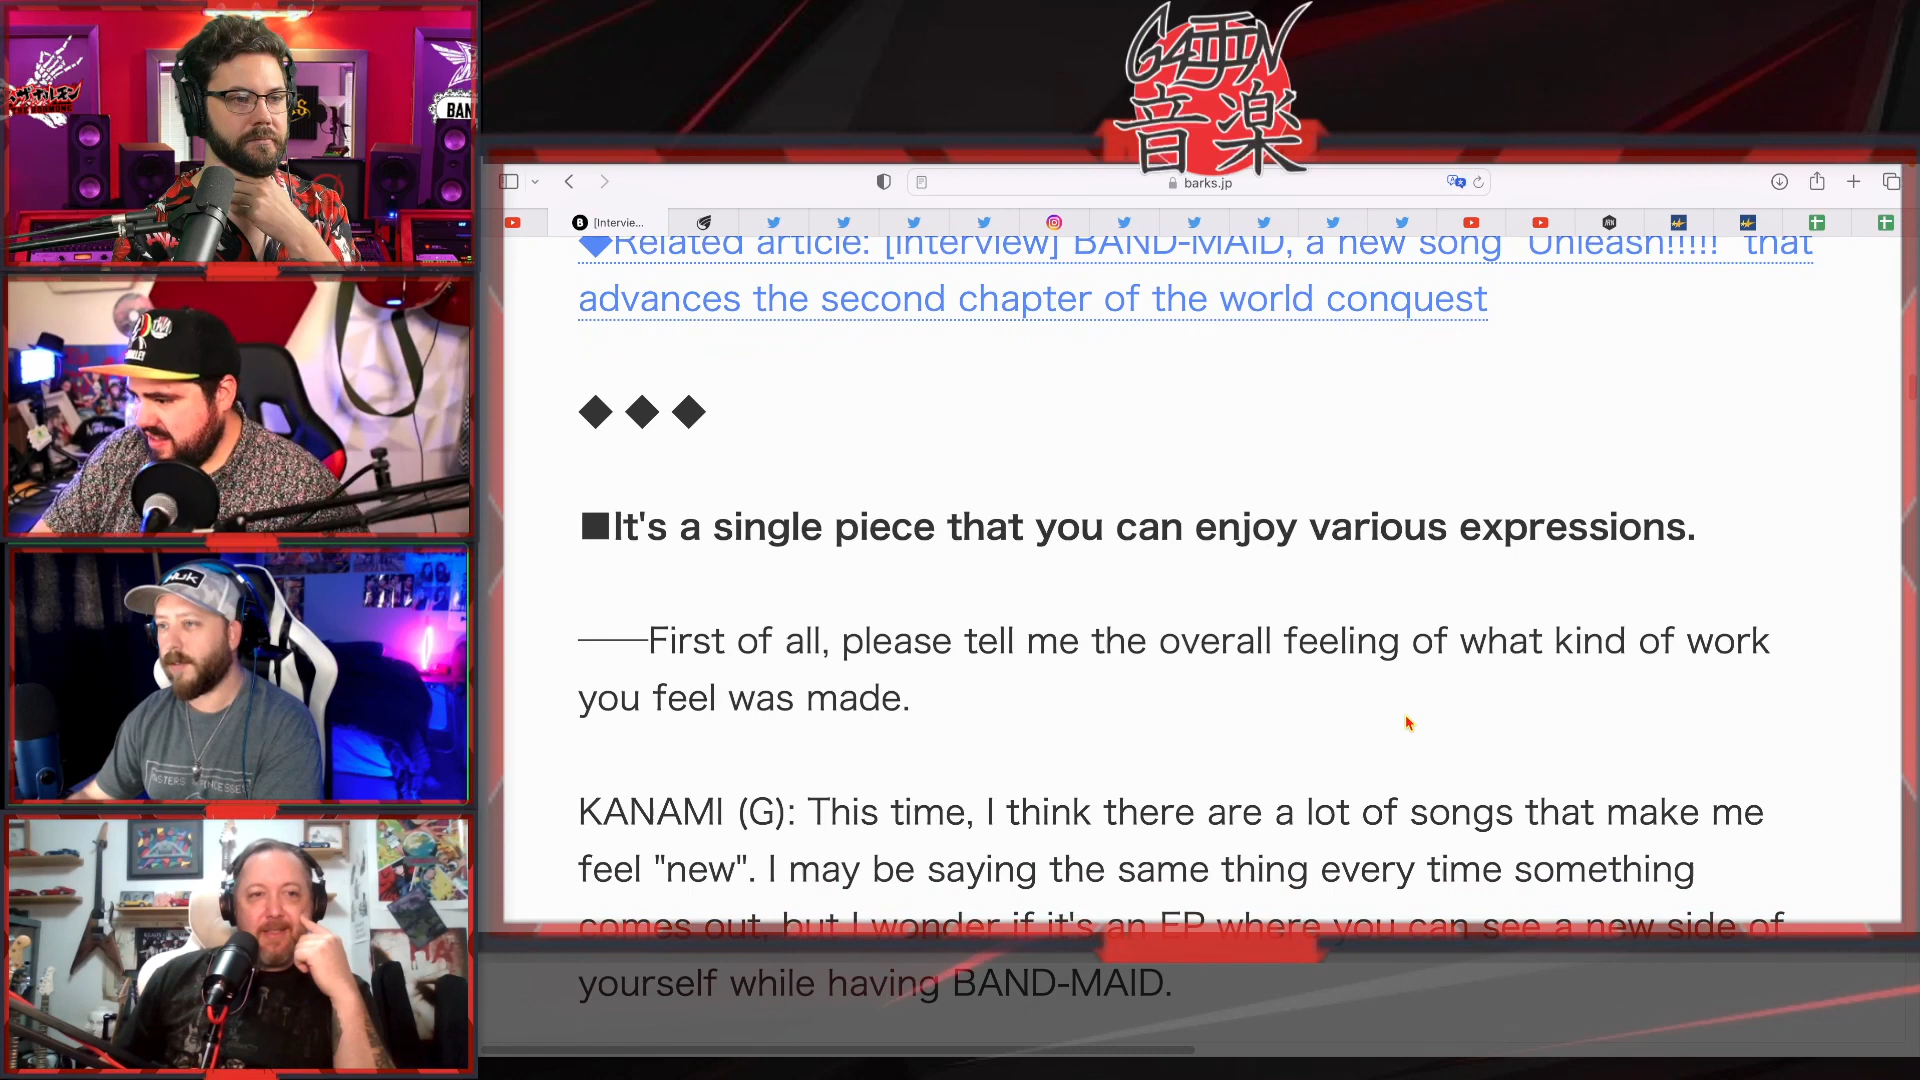 GAIJIN
音楽
barks.jp
[Intervie...
◆Related article: [Interview] BAND-MAID, a new song "Unleash!!!!!" that
advances the second chapter of the world conquest
◆ ◆ ◆
■It's a single piece that you can enjoy various expressions.
——First of all, please tell me the overall feeling of what kind of work
you feel was made.
KANAMI (G): This time, I think there are a lot of songs that make me
feel "new". I may be saying the same thing every time something
comes out, but I wonder if it's an EP where you can see a new side of
yourself while having BAND-MAID.
BAND
HUK